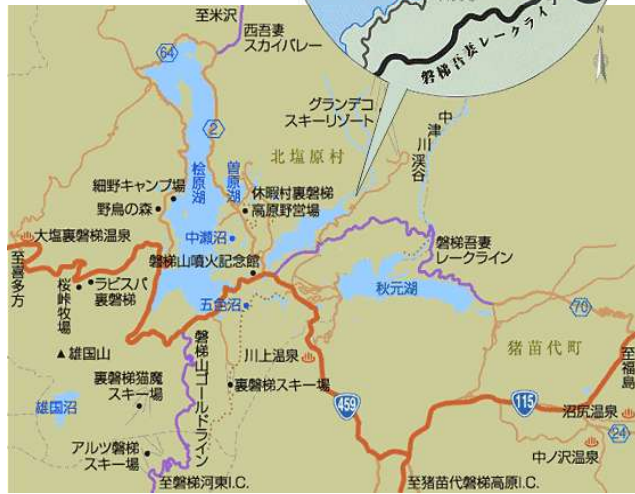 至米沢
西吾妻
スカイバレー
64
磐梯吾妻レークライン
N
グランデコ
スキーリゾート
中津川渓谷
2
北塩原村
桧原湖
曽原湖
細野キャンプ場
野鳥の森
休暇村裏磐梯
高原野営場
大塩裏磐梯温泉
中瀬沼
磐梯吾妻
レークライン
至喜多方
桜峠牧場
ラビスパ
裏磐梯
磐梯山噴火記念館
秋元湖
五色沼
70
猪苗代町
雄国山
磐梯山ゴールドライン
川上温泉
至福島
裏磐梯猫魔
スキー場
裏磐梯スキー場
雄国沼
459
115
沼尻温泉
24
アルツ磐梯
スキー場
中ノ沢温泉
至磐梯河東I.C.
至猪苗代磐梯高原I.C.